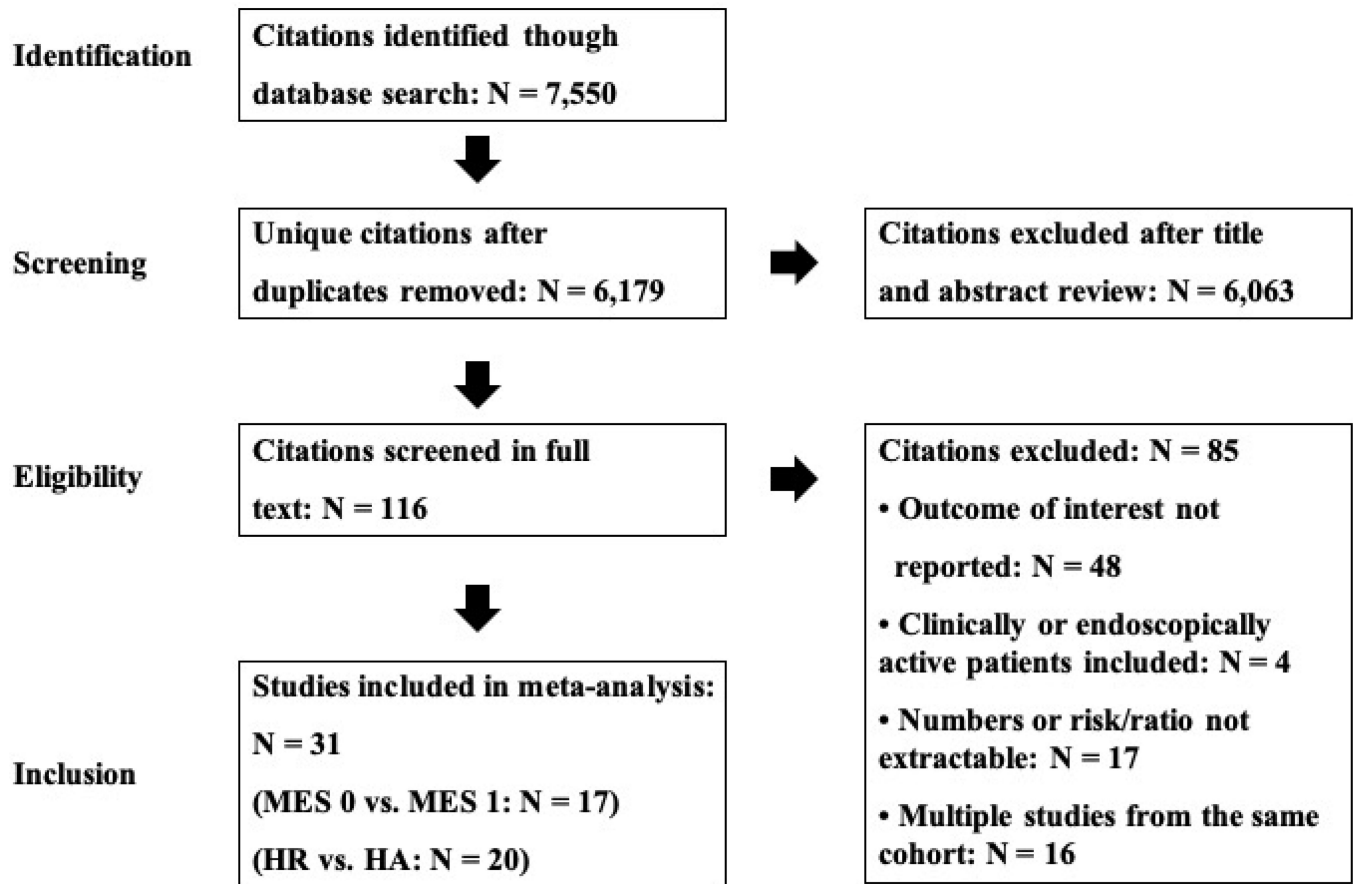 Identification
Citations identified though
database search: N = 7,550
Screening
Unique citations after
duplicates removed: N = 6,179
Citations excluded after title
and abstract review: N = 6,063
Eligibility
Citations screened in full
text: N = 116
Citations excluded: N = 85
• Outcome of interest not
reported: N = 48
• Clinically or endoscopically
active patients included: N = 4
• Numbers or risk/ratio not
extractable: N = 17
• Multiple studies from the same
cohort: N = 16
Inclusion
Studies included in meta-analysis:
N = 31
(MES 0 vs. MES 1: N = 17)
(HR vs. HA: N = 20)